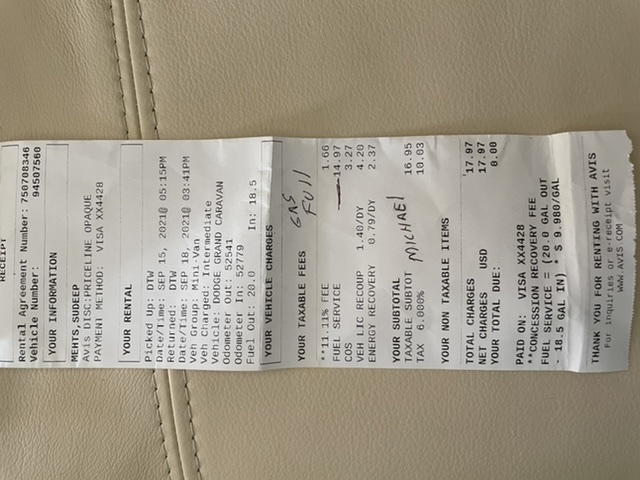 RECEIPT
Rental Agreement Number: 750708346
Vehicle Number: 94507560
YOUR INFORMATION
MEHTS,SUDEEP
Avis DISC:PRICELINE OPAQUE
PAYMENT METHOD: VISA XX4428
YOUR RENTAL
Picked Up: DTW
Date/Time: SEP 15, 2021@ 05:15PM
Returned: DTW
Date/Time: SEP 18, 2021@ 03:41PM
Veh Group: Mini-Van
Veh Charged: Intermediate
Vehicle: DODGE GRAND CARAVAN
Odometer Out: 52541
Odometer In: 52779
Fuel Out: 20.0 In: 18.5
YOUR VEHICLE CHARGES
GAS
FULL
YOUR TAXABLE FEES
**11.11% FEE 1.66
FUEL SERVICE 14.97
COS 3.27
VEH LIC RECOUP 1.40/DY 4.20
ENERGY RECOVERY 0.79/DY 2.37
YOUR SUBTOTAL
TAXABLE SUBTOT 16.95
TAX 6.000% 10.03
MICHAEL
YOUR NON TAXABLE ITEMS
TOTAL CHARGES 17.97
NET CHARGES USD 17.97
YOUR TOTAL DUE: 0.00
PAID ON: VISA XX4428
**CONCESSION RECOVERY FEE
FUEL SERVICE = (20.0 GAL OUT
- 18.5 GAL IN) * $ 9.980/GAL
THANK YOU FOR RENTING WITH AVIS
For inquiries or e-receipt visit
WWW.AVIS.COM